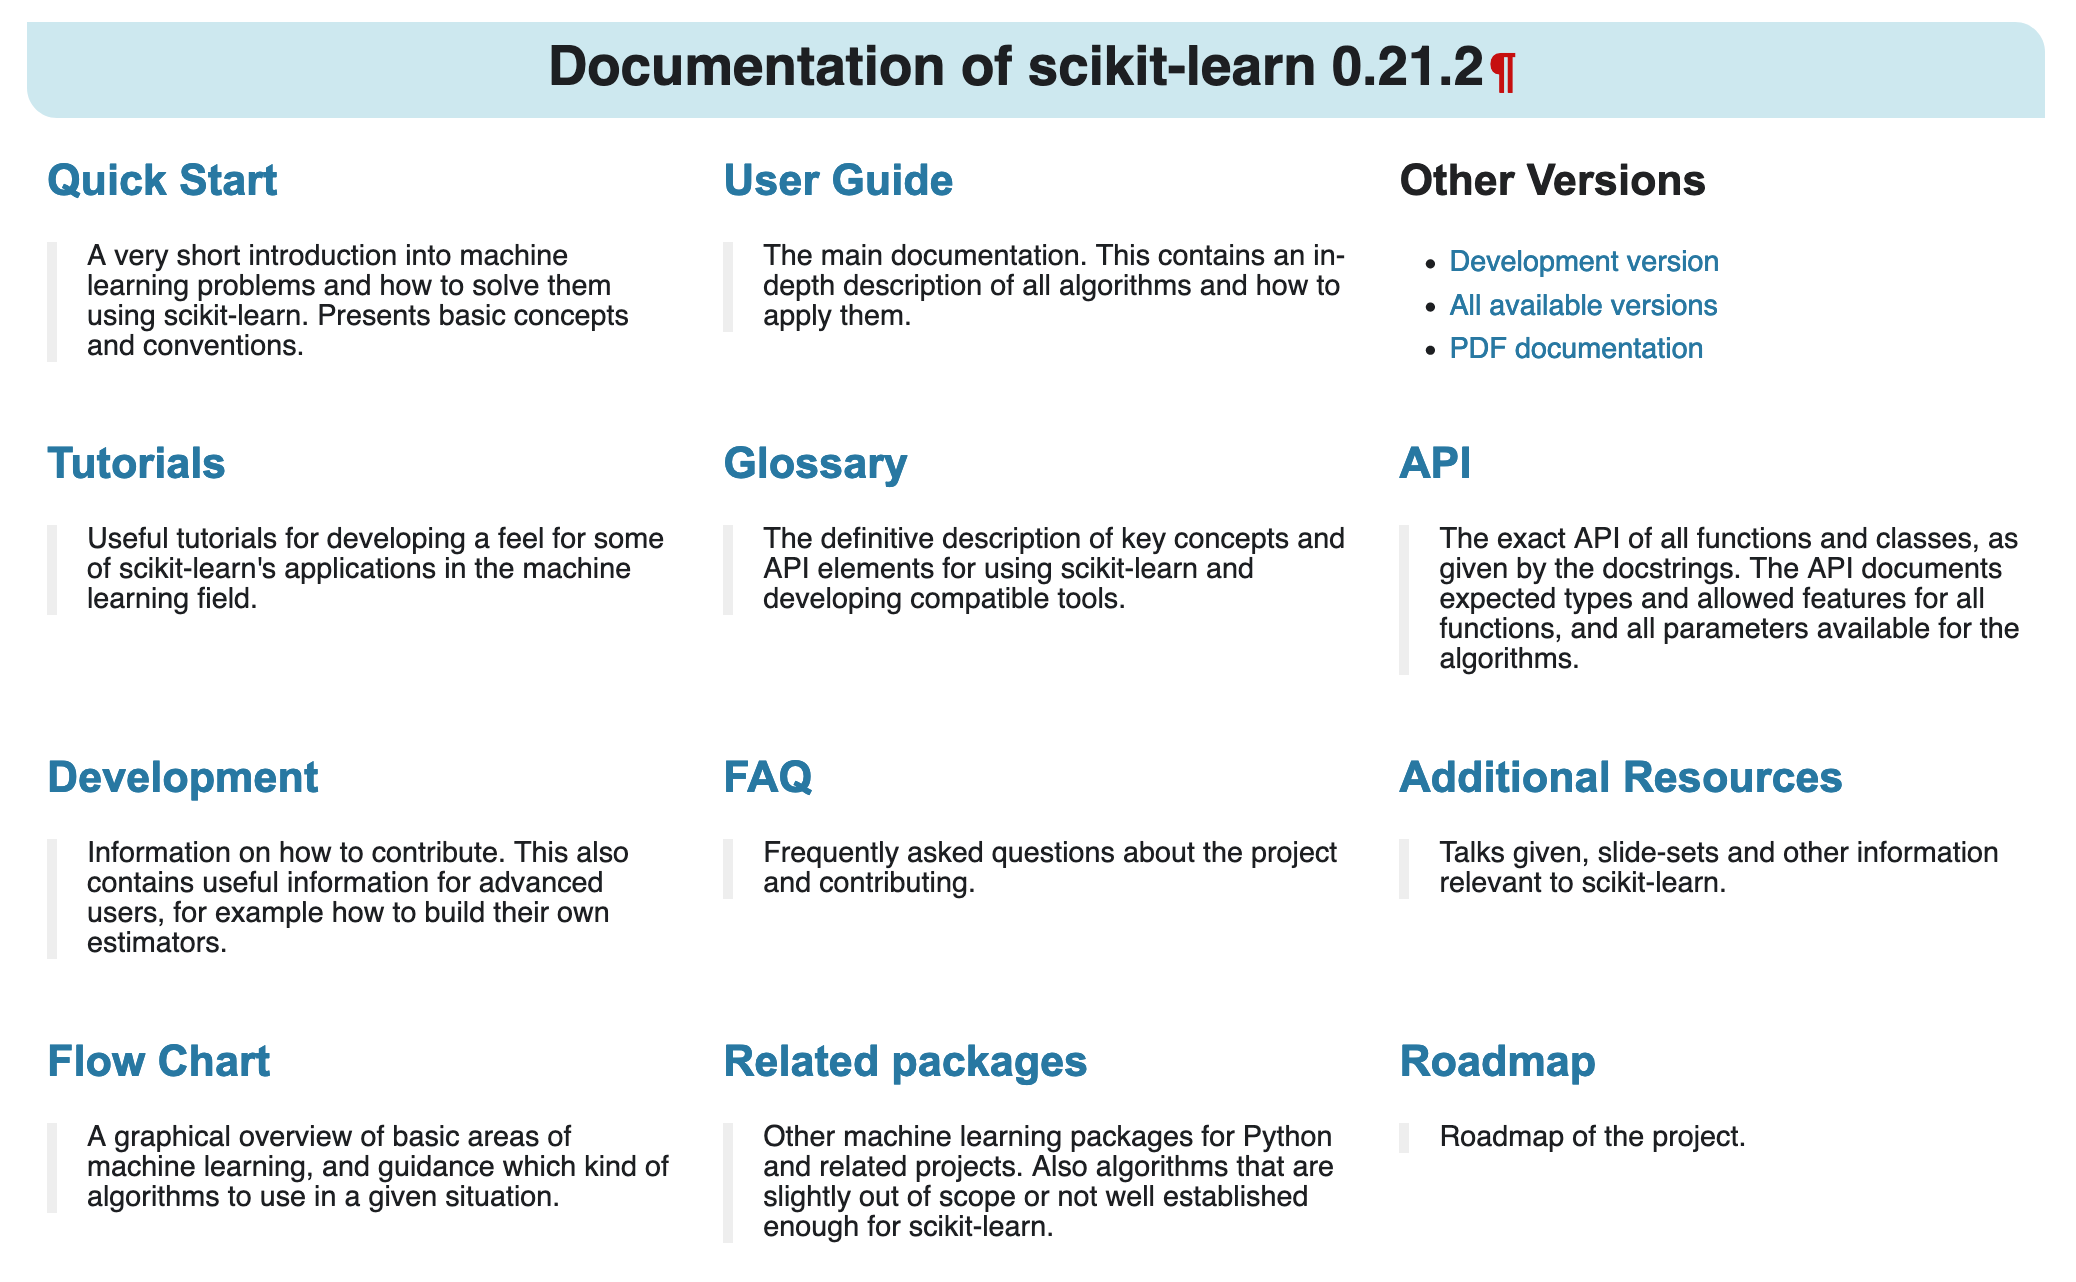 Documentation of scikit-learn 0.21.2¶
Quick Start
A very short introduction into machine
learning problems and how to solve them
using scikit-learn. Presents basic concepts
and conventions.
User Guide
The main documentation. This contains an in-
depth description of all algorithms and how to
apply them.
Other Versions
• Development version
• All available versions
• PDF documentation
Tutorials
Useful tutorials for developing a feel for some
of scikit-learn's applications in the machine
learning field.
Glossary
The definitive description of key concepts and
API elements for using scikit-learn and
developing compatible tools.
API
The exact API of all functions and classes, as
given by the docstrings. The API documents
expected types and allowed features for all
functions, and all parameters available for the
algorithms.
Development
Information on how to contribute. This also
contains useful information for advanced
users, for example how to build their own
estimators.
FAQ
Frequently asked questions about the project
and contributing.
Additional Resources
Talks given, slide-sets and other information
relevant to scikit-learn.
Flow Chart
A graphical overview of basic areas of
machine learning, and guidance which kind of
algorithms to use in a given situation.
Related packages
Other machine learning packages for Python
and related projects. Also algorithms that are
slightly out of scope or not well established
enough for scikit-learn.
Roadmap
Roadmap of the project.